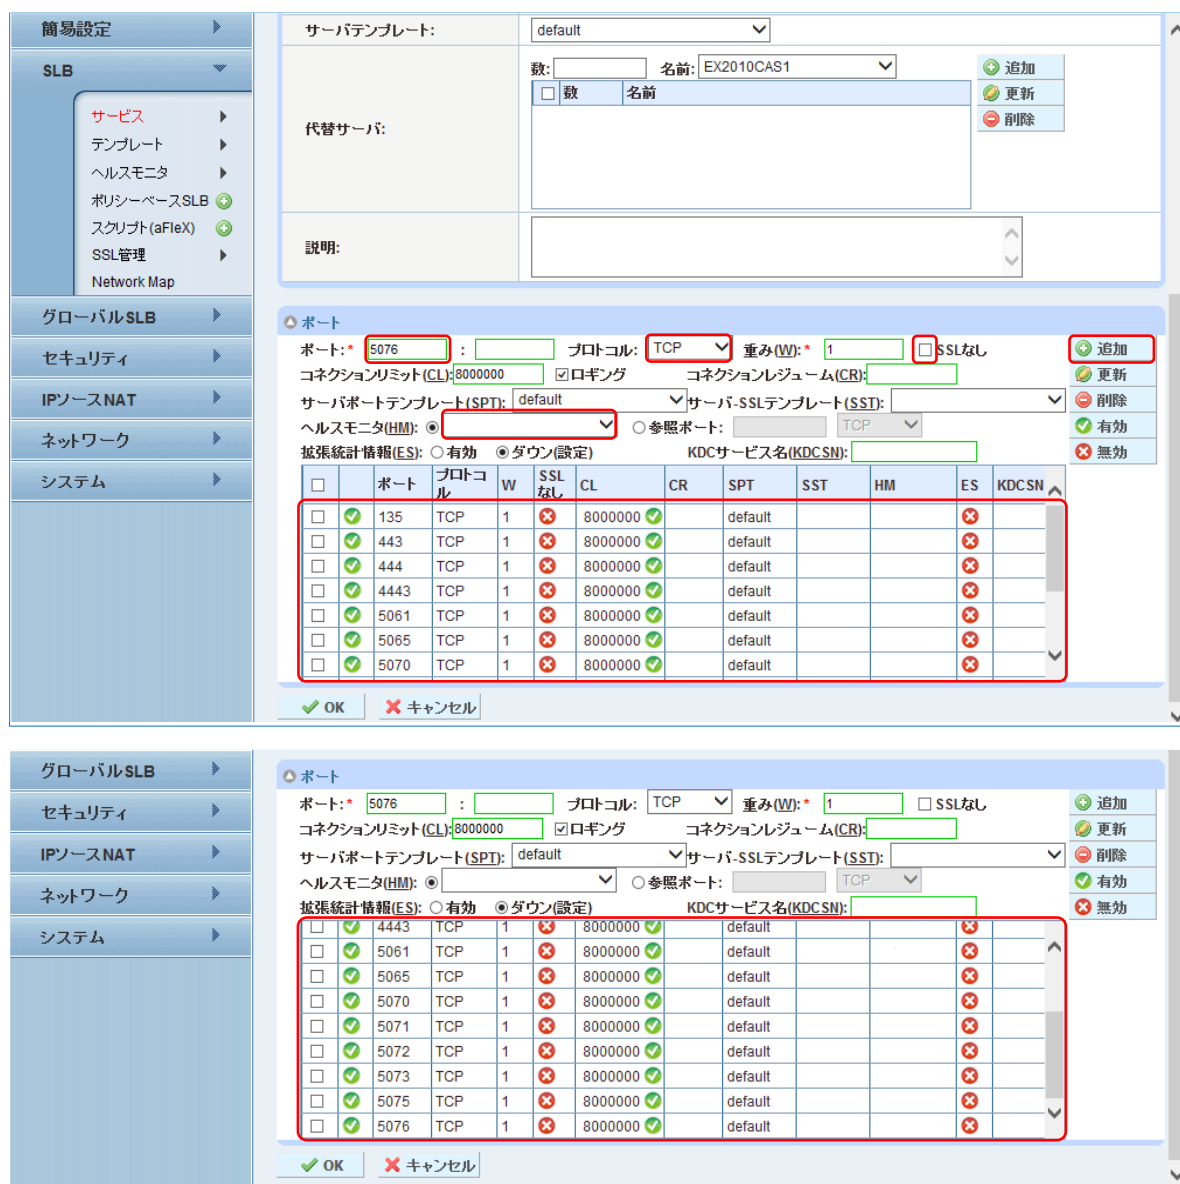 簡易設定
SLB
サービス
テンプレート
ヘルスモニタ
ポリシーベースSLB
スクリプト(aFleX)
SSL管理
Network Map
グローバルSLB
セキュリティ
IPソースNAT
ネットワーク
システム
サーバテンプレート: default
代替サーバ:
数: 名前: EX2010CAS1
数 名前
追加
更新
削除
説明:
ポート
ポート:* 5076 : プロトコル: TCP 重み(W):* 1 SSLなし
コネクションリミット(CL): 8000000 ロギング コネクションレジューム(CR):
サーバポートテンプレート(SPT): default サーバ-SSLテンプレート(SST):
ヘルスモニタ(HM): 参照ポート: TCP
拡張統計情報(ES): 有効 ダウン(設定) KDCサービス名(KDCSN):
追加
更新
削除
有効
無効
ポート プロトコル W SSLなし CL CR SPT SST HM ES KDCSN
135 TCP 1 8000000 default
443 TCP 1 8000000 default
444 TCP 1 8000000 default
4443 TCP 1 8000000 default
5061 TCP 1 8000000 default
5065 TCP 1 8000000 default
5070 TCP 1 8000000 default
OK キャンセル
グローバルSLB
セキュリティ
IPソースNAT
ネットワーク
システム
ポート
ポート:* 5076 : プロトコル: TCP 重み(W):* 1 SSLなし
コネクションリミット(CL): 8000000 ロギング コネクションレジューム(CR):
サーバポートテンプレート(SPT): default サーバ-SSLテンプレート(SST):
ヘルスモニタ(HM): 参照ポート: TCP
拡張統計情報(ES): 有効 ダウン(設定) KDCサービス名(KDCSN):
追加
更新
削除
有効
無効
4443 TCP 1 8000000 default
5061 TCP 1 8000000 default
5065 TCP 1 8000000 default
5070 TCP 1 8000000 default
5071 TCP 1 8000000 default
5072 TCP 1 8000000 default
5073 TCP 1 8000000 default
5075 TCP 1 8000000 default
5076 TCP 1 8000000 default
OK キャンセル